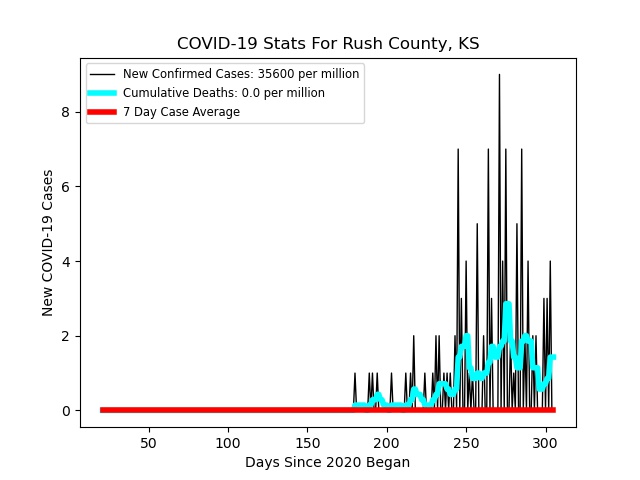 COVID-19 Stats For Rush County, KS
New Confirmed Cases: 35600 per million
Cumulative Deaths: 0.0 per million
7 Day Case Average
New COVID-19 Cases
8
6
4
2
0
50 100 150 200 250 300
Days Since 2020 Began